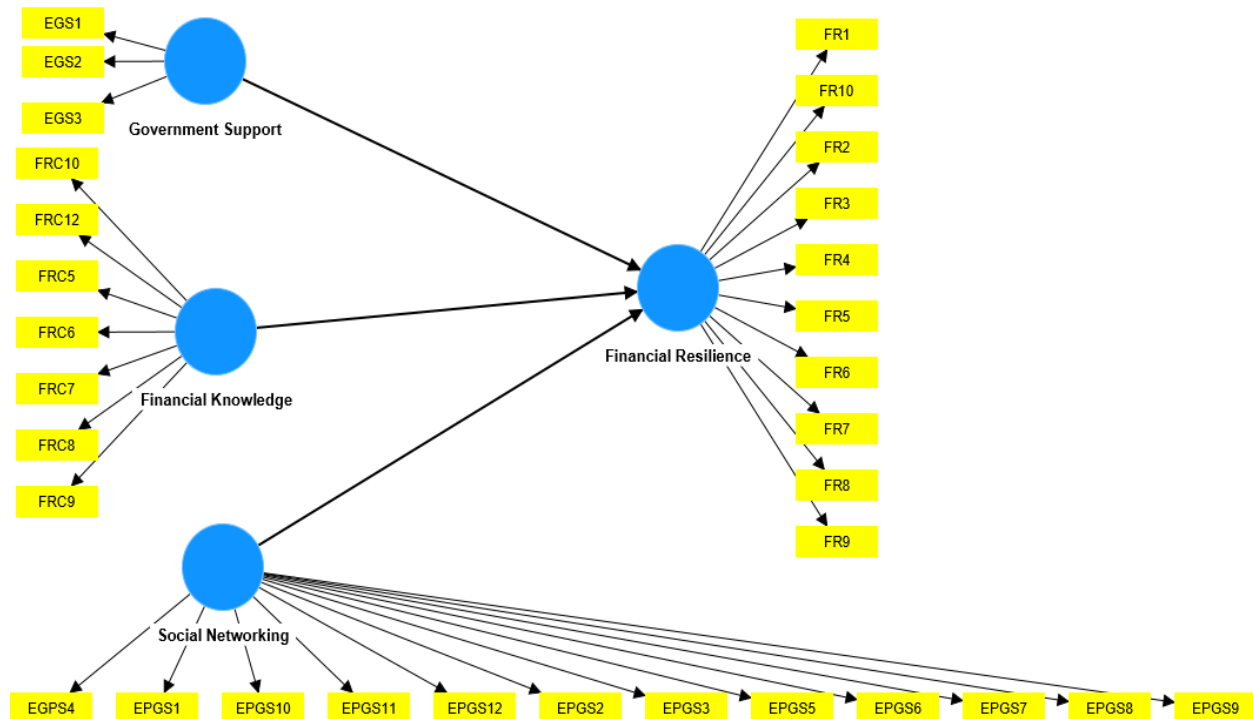 EGS1
EGS2
EGS3
Government Support
FRC10
FRC12
FRC5
FRC6
FRC7
FRC8
FRC9
Financial Knowledge
FR1
FR10
FR2
FR3
FR4
FR5
FR6
FR7
FR8
FR9
Financial Resilience
Social Networking
EGPS4
EPGS1
EPGS10
EPGS11
EPGS12
EPGS2
EPGS3
EPGS5
EPGS6
EPGS7
EPGS8
EPGS9